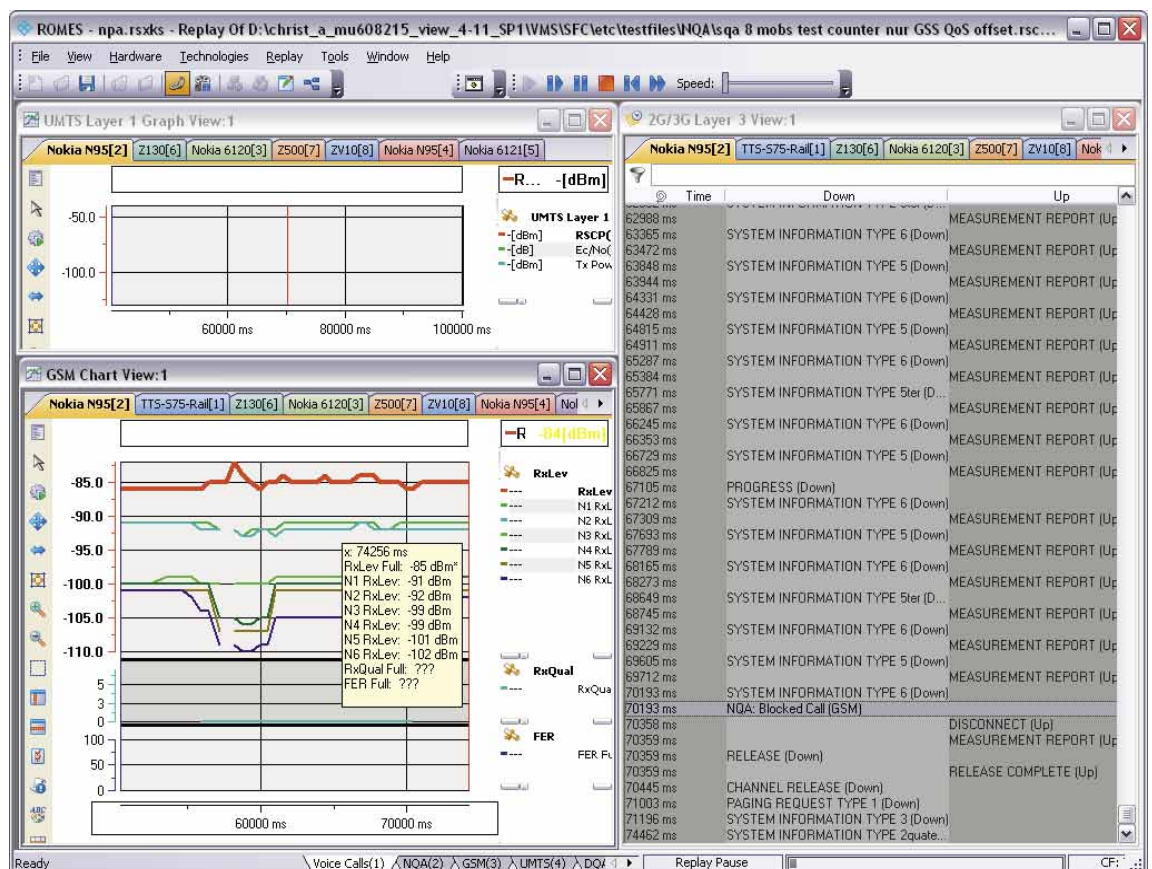 ROMES - npa.rsxks - Replay Of D:\christ_a_mu608215_view_4-11_SP1\VMS\SFC\etc\testfiles\NQA\sqa 8 mobs test counter nur GSS QoS offset.rsc...
File View Hardware Technologies Replay Tools Window Help
Speed:
UMTS Layer 1 Graph View:1
Nokia N95[2] Z130[6] Nokia 6120[3] Z500[7] ZV10[8] Nokia N95[4] Nokia 6121[5]
R... -[dBm]
UMTS Layer 1
-[dBm] RSCP(
-[dB] Ec/No(
-[dBm] Tx Pow
-50.0
-100.0
60000 ms 80000 ms 100000 ms
GSM Chart View:1
Nokia N95[2] TTS-S75-Rail[1] Z130[6] Nokia 6120[3] Z500[7] ZV10[8] Nokia N95[4] Nol
R -84[dBm]
RxLev
--- RxLev
--- N1 RxL
--- N2 RxL
--- N3 RxL
--- N4 RxL
--- N5 RxL
--- N6 RxL
RxQual
--- RxQua
FER
--- FER Fu
-85.0
-90.0
-95.0
-100.0
-105.0
-110.0
5
3
0
100
50
0
x: 74256 ms
RxLev Full: -85 dBm*
N1 RxLev: -91 dBm
N2 RxLev: -92 dBm
N3 RxLev: -99 dBm
N4 RxLev: -99 dBm
N5 RxLev: -101 dBm
N6 RxLev: -102 dBm
RxQual Full: ???
FER Full: ???
60000 ms 70000 ms
ABC
2G/3G Layer 3 View:1
Nokia N95[2] TTS-S75-Rail[1] Z130[6] Nokia 6120[3] Z500[7] ZV10[8] Nok
Time Down Up
62988 ms MEASUREMENT REPORT (Up
63365 ms SYSTEM INFORMATION TYPE 6 (Down)
63472 ms MEASUREMENT REPORT (Up
63848 ms SYSTEM INFORMATION TYPE 5 (Down)
63944 ms MEASUREMENT REPORT (Up
64331 ms SYSTEM INFORMATION TYPE 6 (Down)
64428 ms MEASUREMENT REPORT (Up
64815 ms SYSTEM INFORMATION TYPE 5 (Down)
64911 ms MEASUREMENT REPORT (Up
65287 ms SYSTEM INFORMATION TYPE 6 (Down)
65384 ms MEASUREMENT REPORT (Up
65771 ms SYSTEM INFORMATION TYPE 5ter (D...
65867 ms MEASUREMENT REPORT (Up
66245 ms SYSTEM INFORMATION TYPE 6 (Down)
66353 ms MEASUREMENT REPORT (Up
66729 ms SYSTEM INFORMATION TYPE 5 (Down)
66825 ms MEASUREMENT REPORT (Up
67105 ms PROGRESS (Down)
67212 ms SYSTEM INFORMATION TYPE 6 (Down)
67309 ms MEASUREMENT REPORT (Up
67693 ms SYSTEM INFORMATION TYPE 5 (Down)
67789 ms MEASUREMENT REPORT (Up
68165 ms SYSTEM INFORMATION TYPE 6 (Down)
68273 ms MEASUREMENT REPORT (Up
68649 ms SYSTEM INFORMATION TYPE 5ter (D...
68745 ms MEASUREMENT REPORT (Up
69132 ms SYSTEM INFORMATION TYPE 6 (Down)
69229 ms MEASUREMENT REPORT (Up
69605 ms SYSTEM INFORMATION TYPE 5 (Down)
69712 ms MEASUREMENT REPORT (Up
70193 ms SYSTEM INFORMATION TYPE 6 (Down)
70193 ms NQA: Blocked Call (GSM)
70358 ms DISCONNECT (Up)
70359 ms MEASUREMENT REPORT (Up
70359 ms RELEASE (Down)
70359 ms RELEASE COMPLETE (Up)
70445 ms CHANNEL RELEASE (Down)
71003 ms PAGING REQUEST TYPE 1 (Down)
71196 ms SYSTEM INFORMATION TYPE 3 (Down)
74462 ms SYSTEM INFORMATION TYPE 2quate...
Ready Voice Calls(1) NQA(2) GSM(3) UMTS(4) DQA Replay Pause CF: